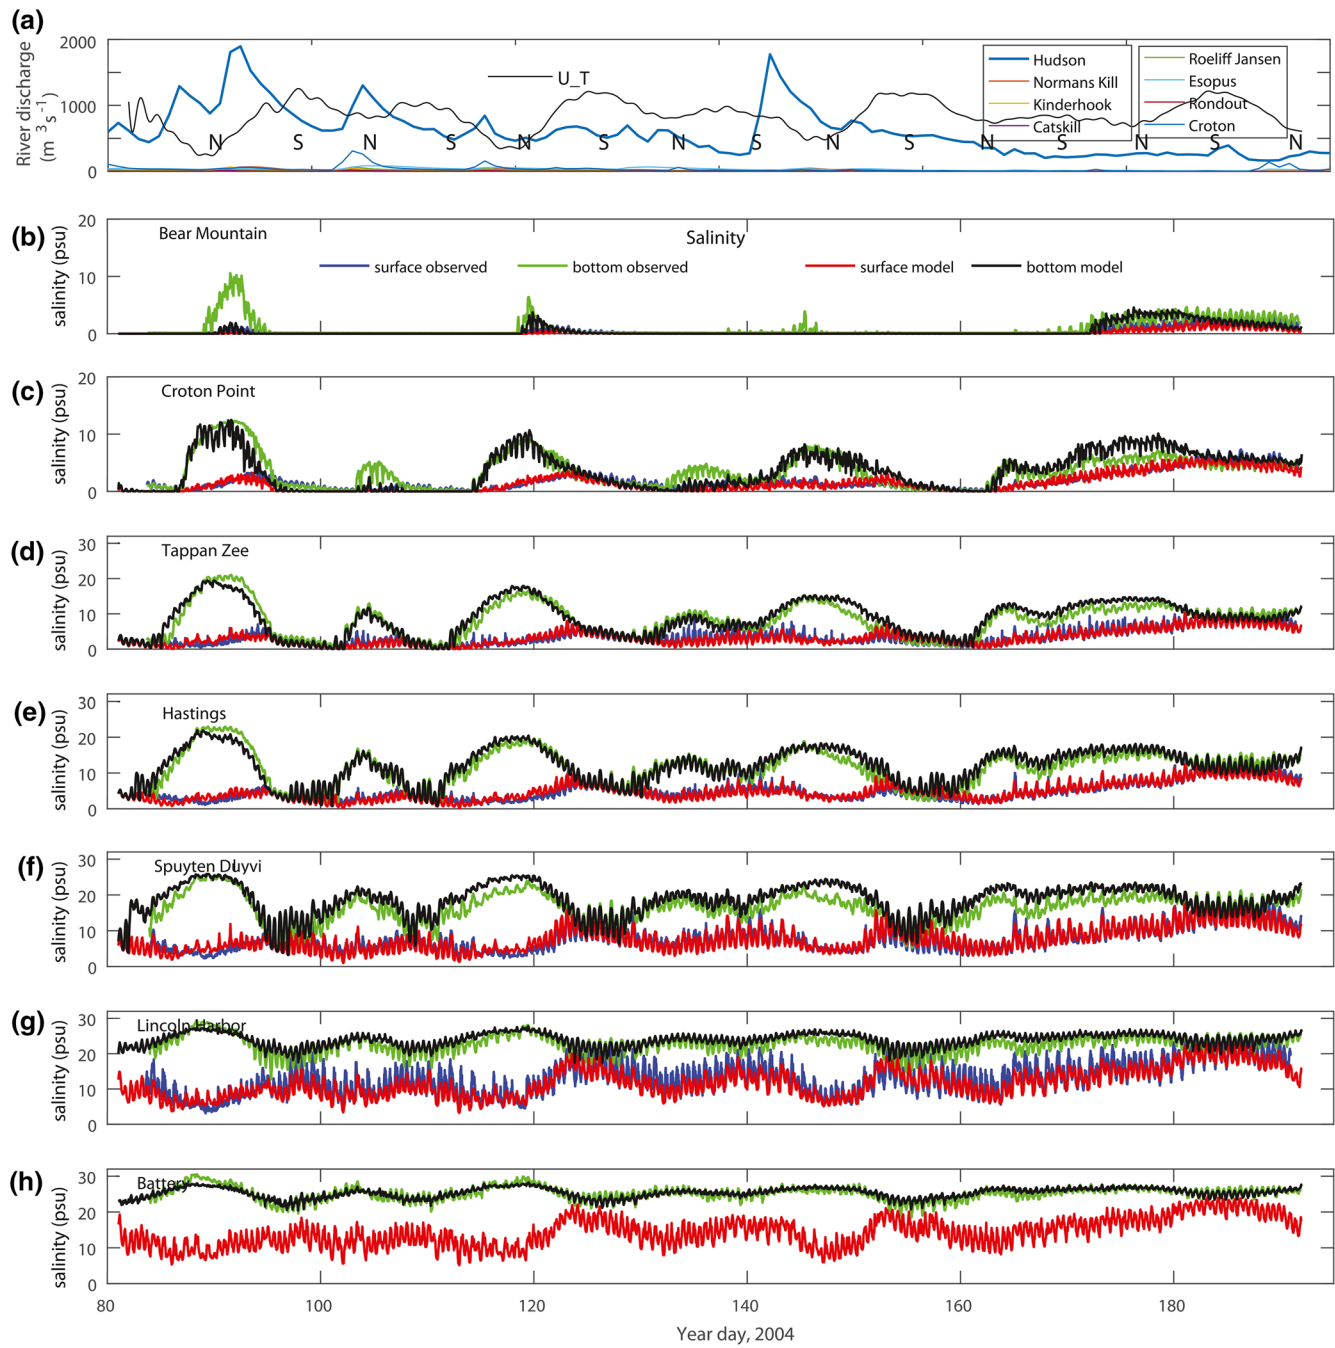 (a)
River discharge
(m ³s⁻¹)
2000
1000
0
U_T
Hudson
Normans Kill
Kinderhook
Catskill
Roeliff Jansen
Esopus
Rondout
Croton
N S N S N S N S N S N S N S N
(b)
salinity (psu)
20
10
0
Bear Mountain
Salinity
surface observed
bottom observed
surface model
bottom model
(c)
salinity (psu)
20
10
0
Croton Point
(d)
salinity (psu)
30
20
10
0
Tappan Zee
(e)
salinity (psu)
30
20
10
0
Hastings
(f)
salinity (psu)
30
20
10
0
Spuyten Duyvi
(g)
salinity (psu)
30
20
10
0
Lincoln Harbor
(h)
salinity (psu)
30
20
10
0
Battery
80 100 120 140 160 180
Year day, 2004